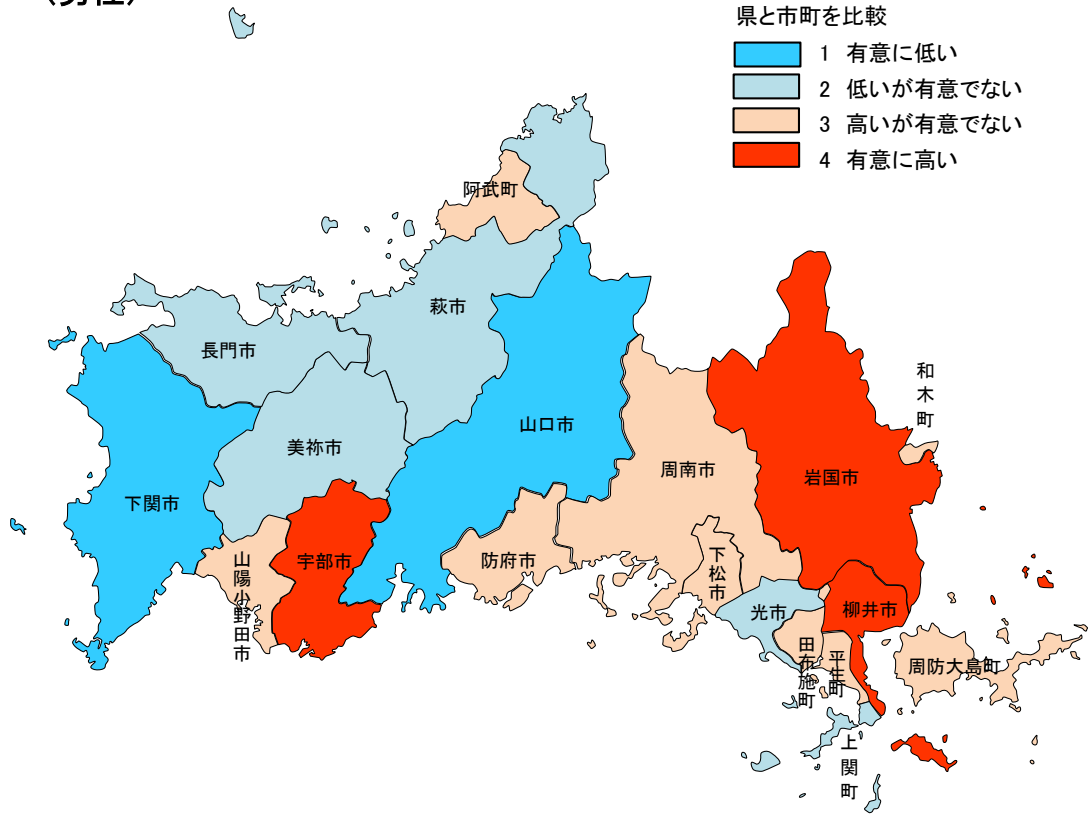 （男性）
県と市町を比較
1 有意に低い
2 低いが有意でない
3 高いが有意でない
4 有意に高い
阿武町
萩市
長門市
和木町
山口市
美祢市
周南市
岩国市
下関市
宇部市
防府市
下松市
山陽小野田市
光市
柳井市
田布施町
平生町
周防大島町
上関町